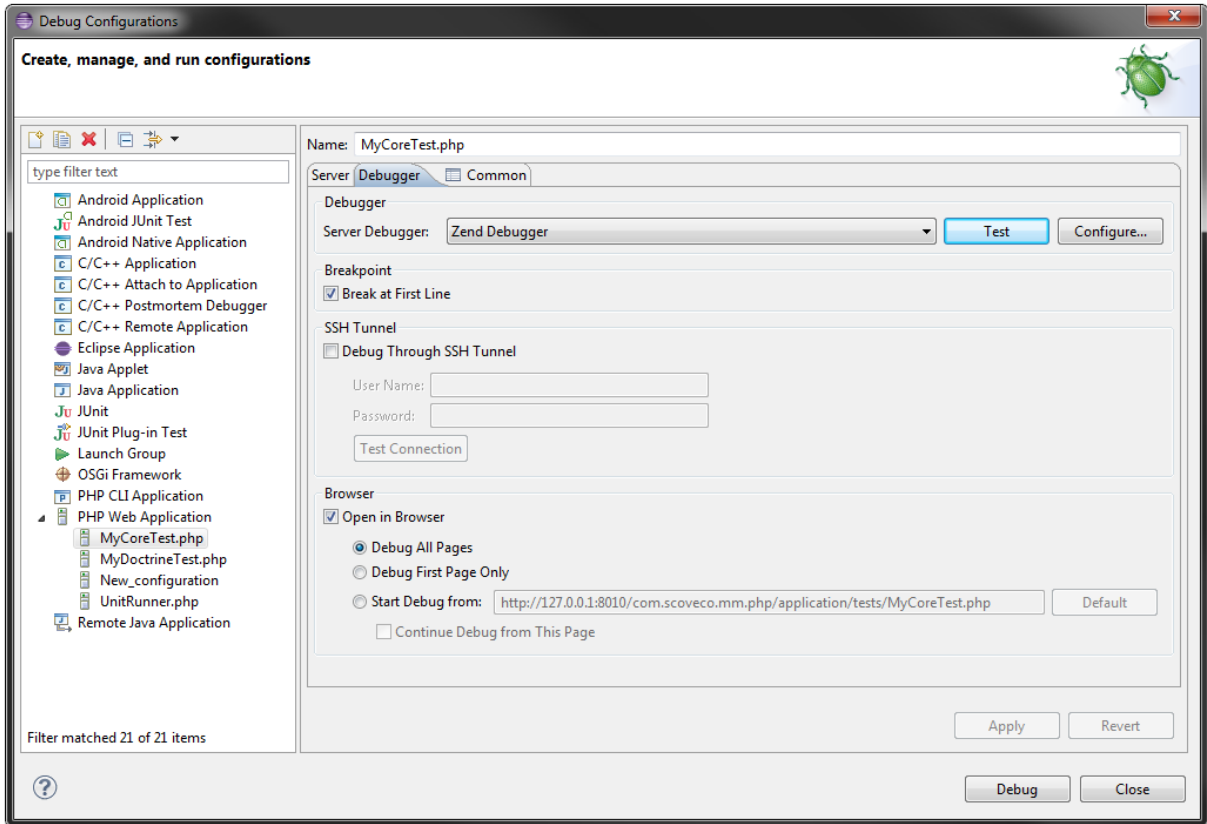 Debug Configurations
Create, manage, and run configurations
type filter text
Android Application
Android JUnit Test
Android Native Application
C/C++ Application
C/C++ Attach to Application
C/C++ Postmortem Debugger
C/C++ Remote Application
Eclipse Application
Java Applet
Java Application
JUnit
JUnit Plug-in Test
Launch Group
OSGi Framework
PHP CLI Application
PHP Web Application
MyCoreTest.php
MyDoctrineTest.php
New_configuration
UnitRunner.php
Remote Java Application
Filter matched 21 of 21 items
Name: MyCoreTest.php
Server Debugger Common
Debugger
Server Debugger: Zend Debugger Test Configure...
Breakpoint
Break at First Line
SSH Tunnel
Debug Through SSH Tunnel
User Name:
Password:
Test Connection
Browser
Open in Browser
Debug All Pages
Debug First Page Only
Start Debug from: http://127.0.0.1:8010/com.scoveco.mm.php/application/tests/MyCoreTest.php Default
Continue Debug from This Page
Apply Revert
Debug Close